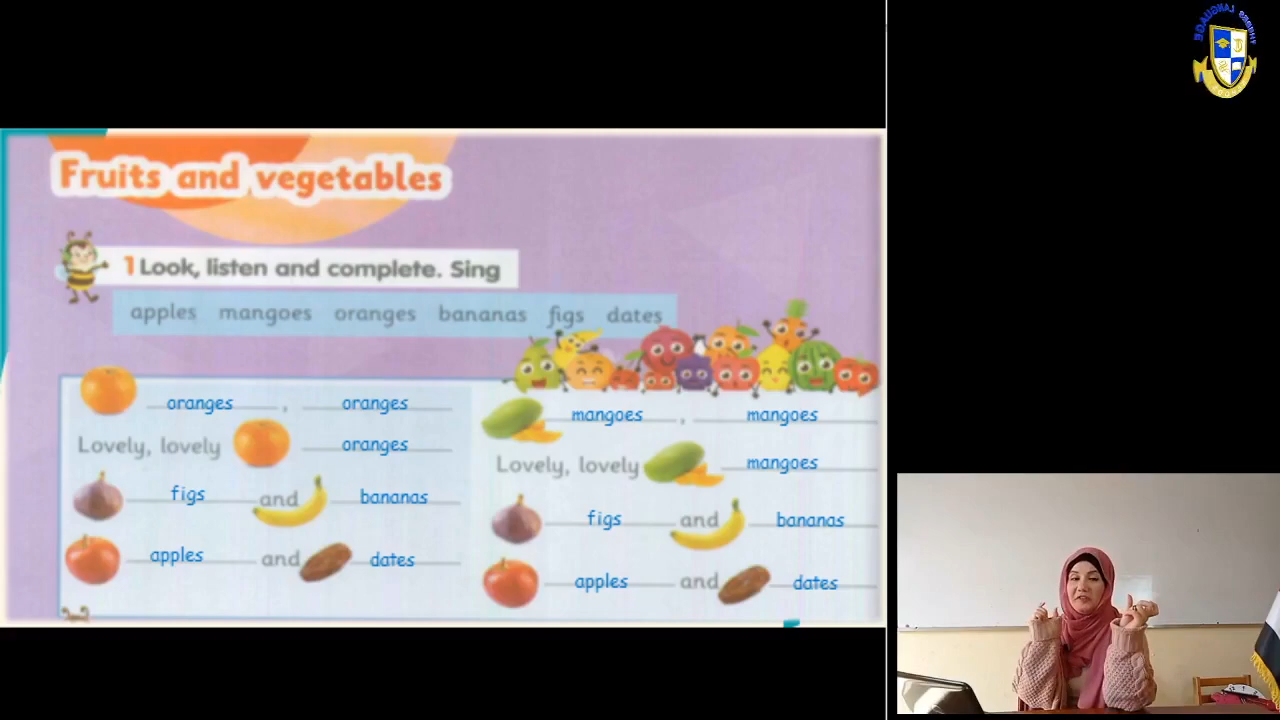 Fruits and vegetables
1 Look, listen and complete. Sing
apples mangoes oranges bananas figs dates
oranges , oranges
Lovely, lovely oranges
figs and bananas
apples and dates
mangoes , mangoes
Lovely, lovely mangoes
figs and bananas
apples and dates
LANGUAGE